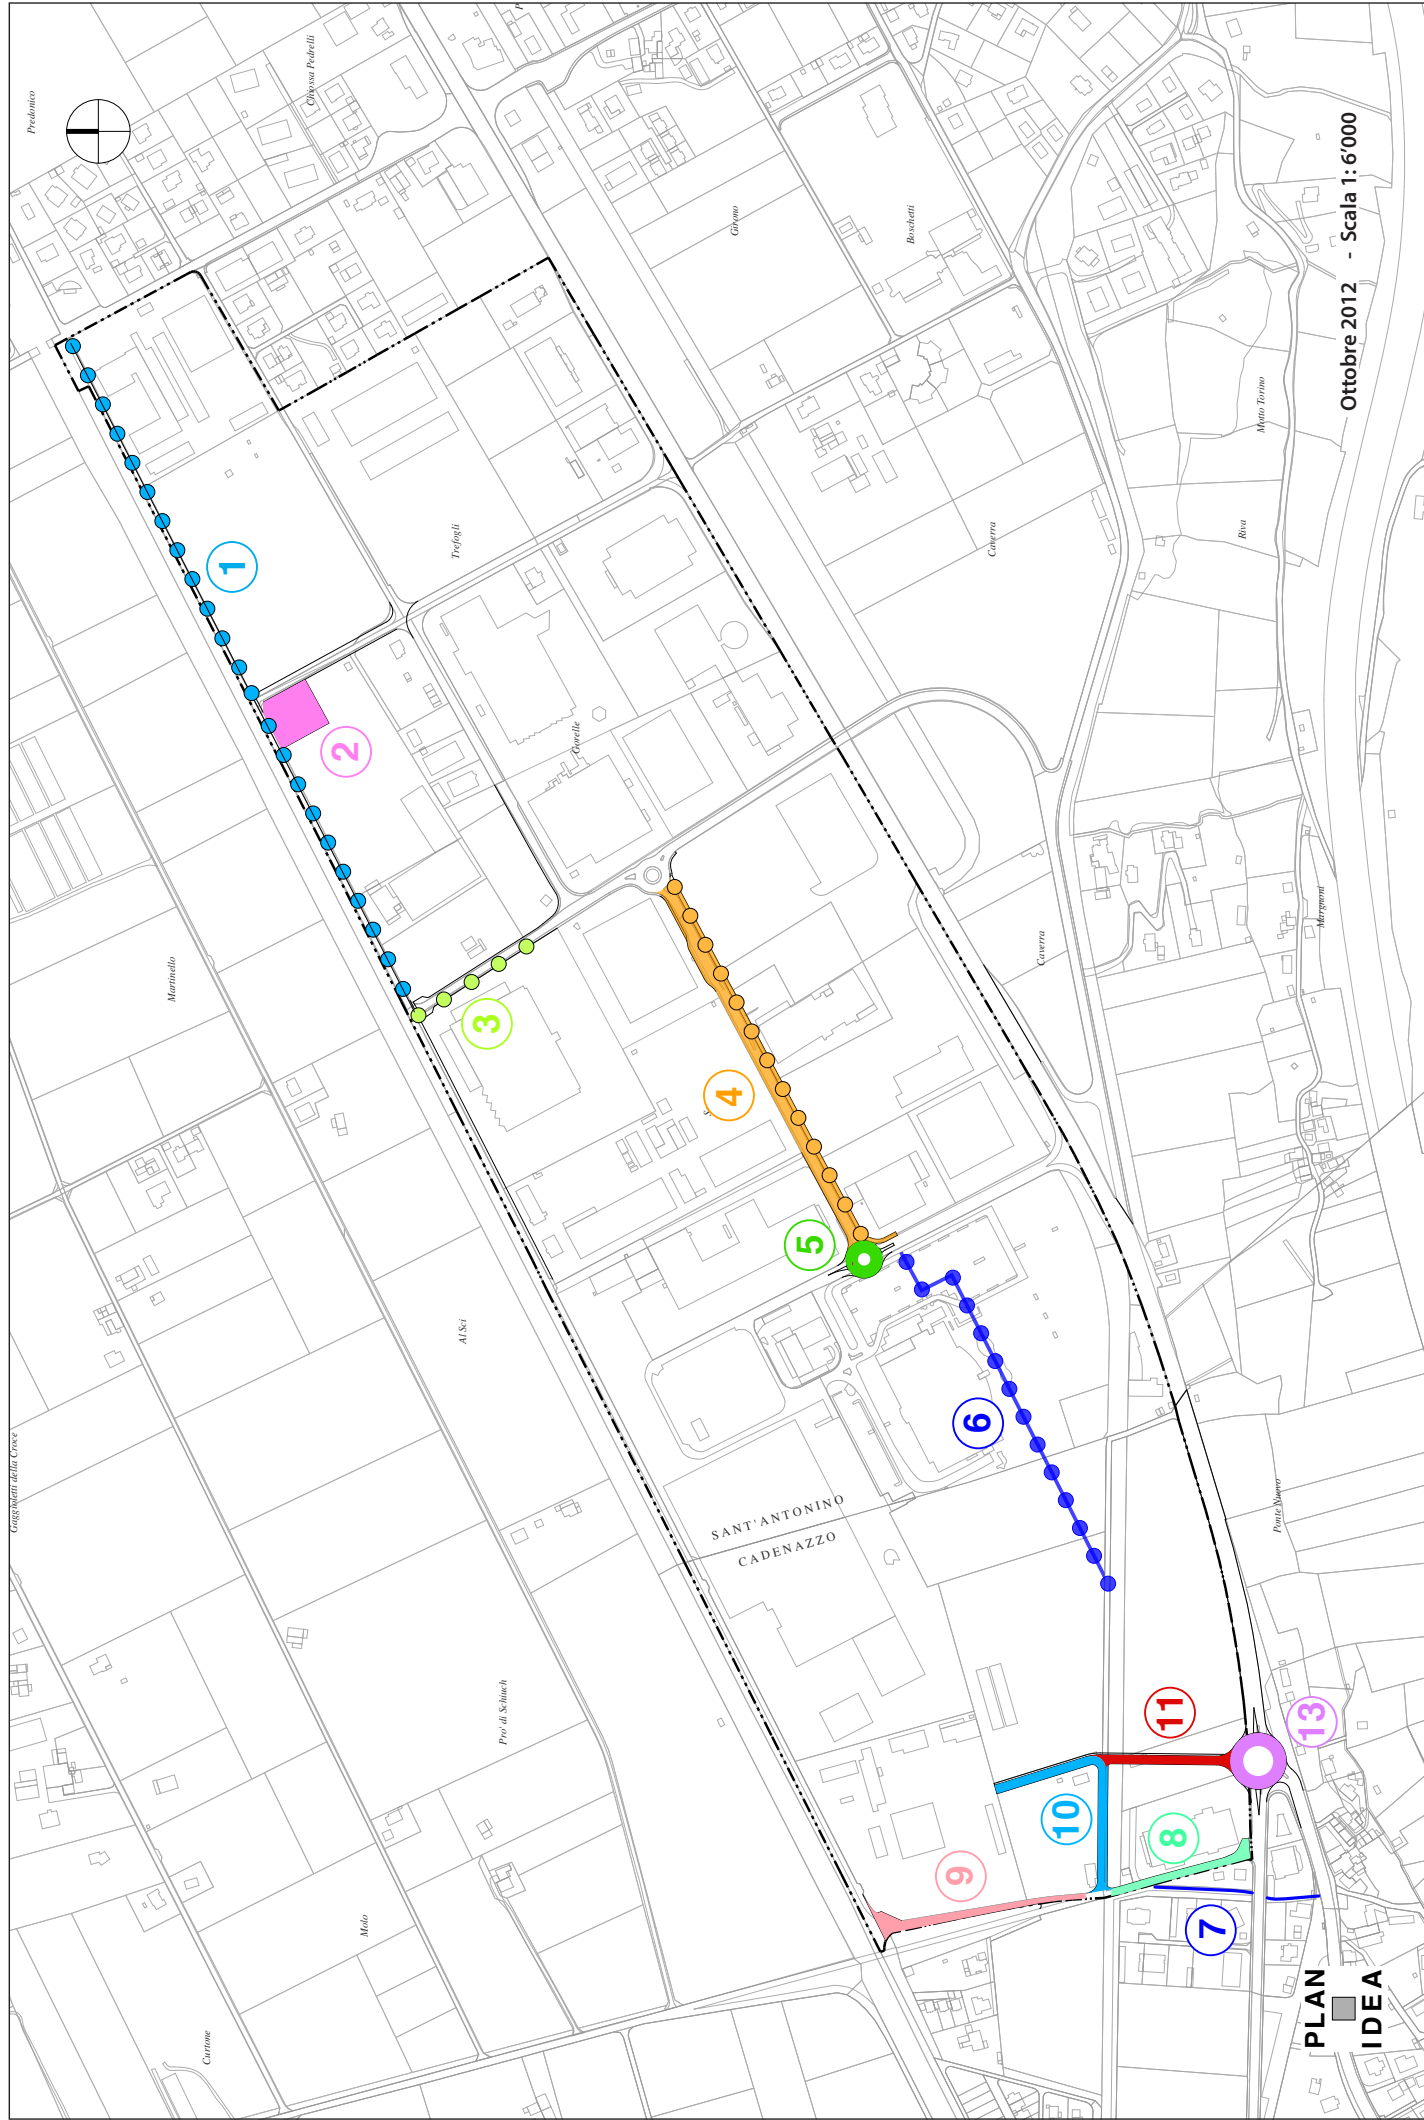 Predonico
Chiossa Pedrelli
P
Girono
Boschetti
Trefogli
Caverra
Motto Torino
Riva
Ottobre 2012 - Scala 1: 6'000
1
2
Gorelle
Martinello
3
Caverra
Margnoni
4
5
Al Sci
6
Gaggioletti della Croce
SANT'ANTONINO
CADENAZZO
Ponte Nuovo
Pro' di Schiuch
11
13
10
8
9
7
Molo
Curtone
PLAN
IDEA